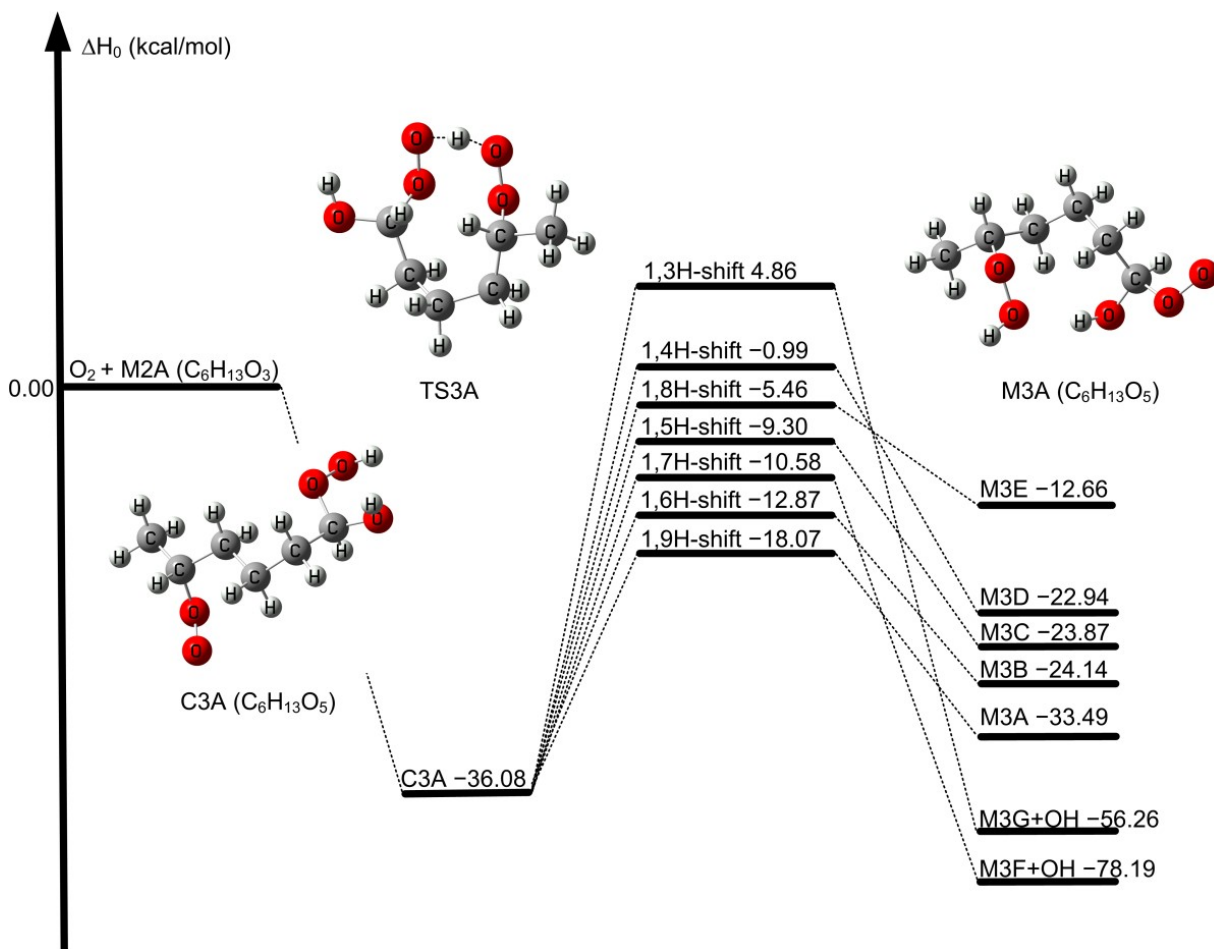 ΔH₀ (kcal/mol)
0.00
O₂ + M2A (C₆H₁₃O₃)
TS3A
C3A (C₆H₁₃O₅)
C3A −36.08
1,3H-shift 4.86
1,4H-shift −0.99
1,8H-shift −5.46
1,5H-shift −9.30
1,7H-shift −10.58
1,6H-shift −12.87
1,9H-shift −18.07
M3A (C₆H₁₃O₅)
M3E −12.66
M3D −22.94
M3C −23.87
M3B −24.14
M3A −33.49
M3G+OH −56.26
M3F+OH −78.19